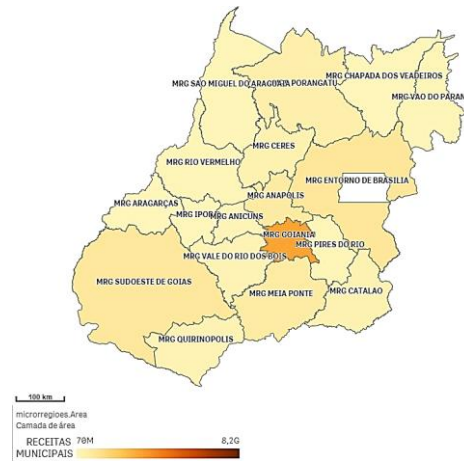 MRG CHAPADA DOS VEADEIROS
MRG SAO MIGUEL DO ARAGUAIA
PORANGATU
MRG VAO DO PARAN
MRG CERES
MRG RIO VERMELHO
MRG ENTORNO DE BRASILIA
MRG ANAPOLIS
MRG ARAGARÇAS
MRG IPOR
MRG ANICUNS
MRG GOIANIA
MRG PIRES DO RIO
MRG VALE DO RIO DOS BOIS
MRG SUDOESTE DE GOIAS
MRG MEIA PONTE
MRG CATALAO
MRG QUIRINOPOLIS
100 km
microrregioes.Area
Camada de área
RECEITAS 70M 8,2G
MUNICIPAIS